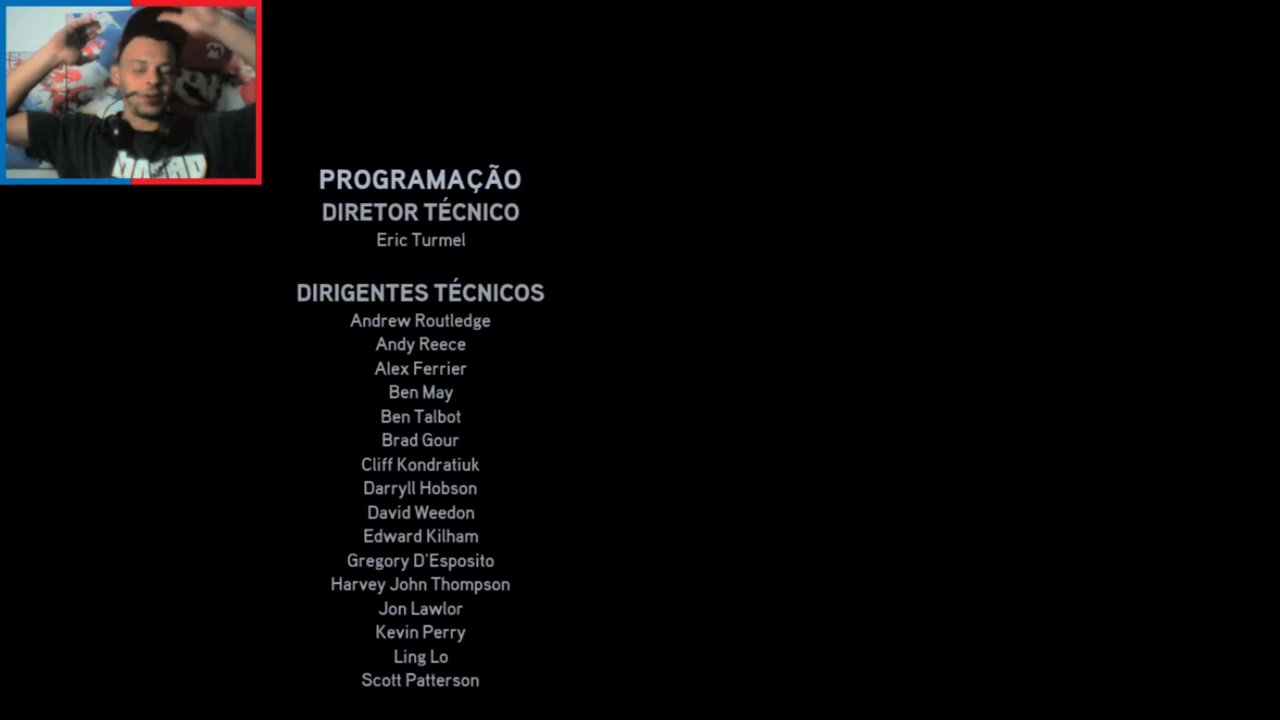 PROGRAMAÇÃO
DIRETOR TÉCNICO
Eric Turmel
DIRIGENTES TÉCNICOS
Andrew Routledge
Andy Reece
Alex Ferrier
Ben May
Ben Talbot
Brad Gour
Cliff Kondratiuk
Darryll Hobson
David Weedon
Edward Kilham
Gregory D'Esposito
Harvey John Thompson
Jon Lawlor
Kevin Perry
Ling Lo
Scott Patterson